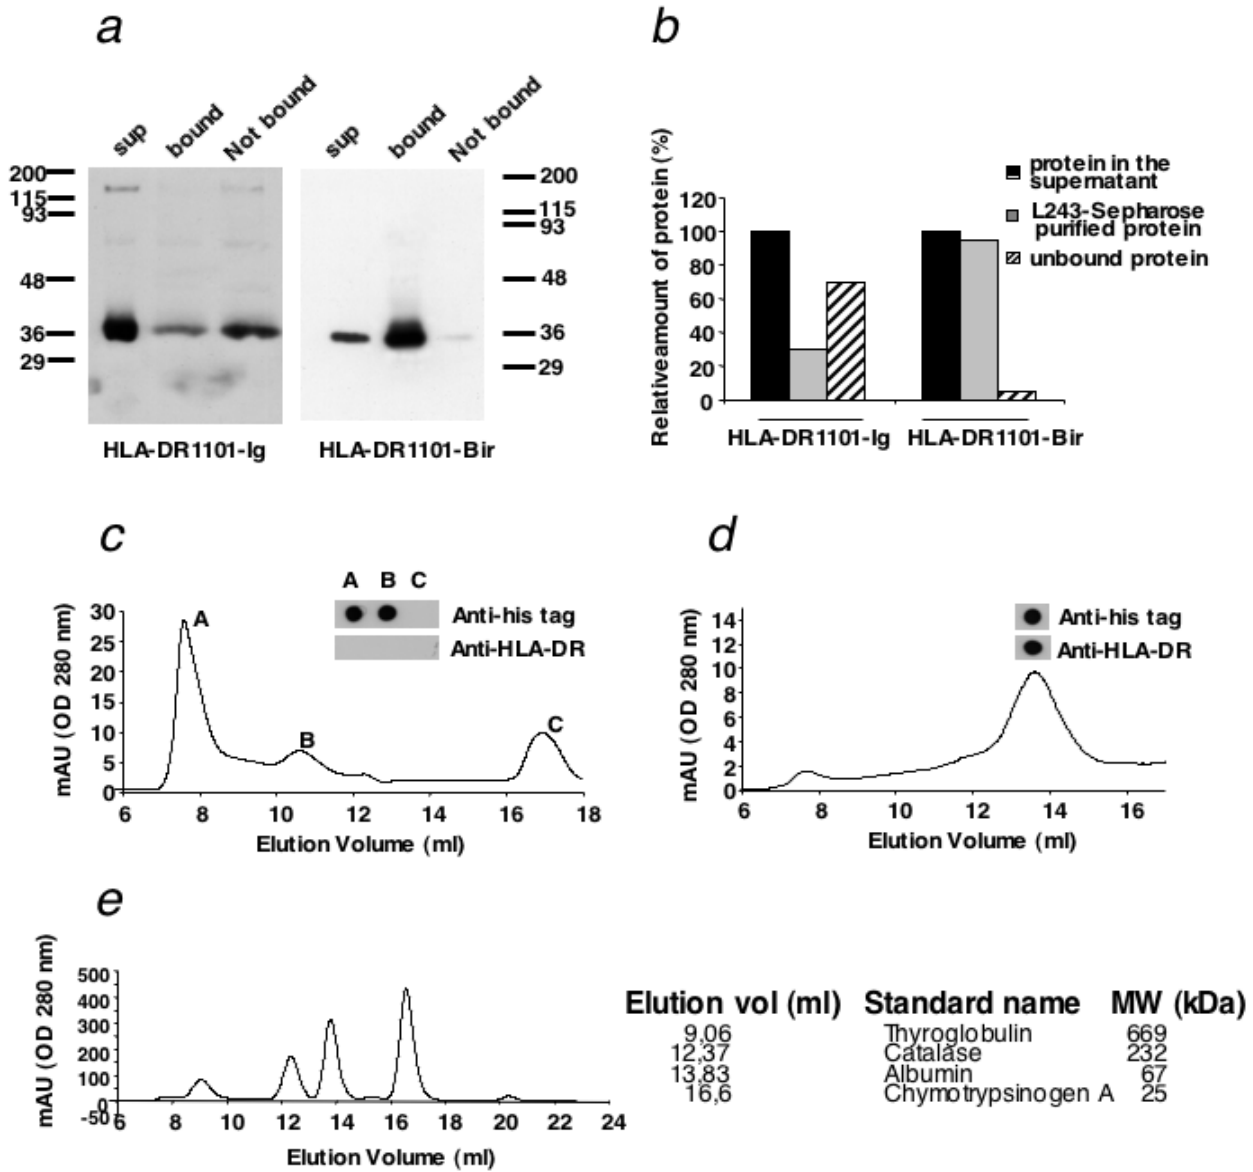 a
sup
bound
Not bound
200
115
93
48
36
29
HLA-DR1101-Ig
sup
bound
Not bound
200
115
93
48
36
29
HLA-DR1101-Bir
b
Relativeamount of protein (%)
120
100
80
60
40
20
0
HLA-DR1101-Ig
HLA-DR1101-Bir
protein in the
supernatant
L243-Sepharose
purified protein
unbound protein
c
A B C
Anti-his tag
Anti-HLA-DR
mAU (OD 280 nm)
30
25
20
15
10
5
0
A
B
C
6 8 10 12 14 16 18
Elution Volume (ml)
d
Anti-his tag
Anti-HLA-DR
mAU (OD 280 nm)
14
12
10
8
6
4
2
0
6 8 10 12 14 16
Elution Volume (ml)
e
mAU (OD 280 nm)
500
400
300
200
100
0
-50
6 8 10 12 14 16 18 20 22 24
Elution Volume (ml)
Elution vol (ml) Standard name MW (kDa)
9,06 Thyroglobulin 669
12,37 Catalase 232
13,83 Albumin 67
16,6 Chymotrypsinogen A 25